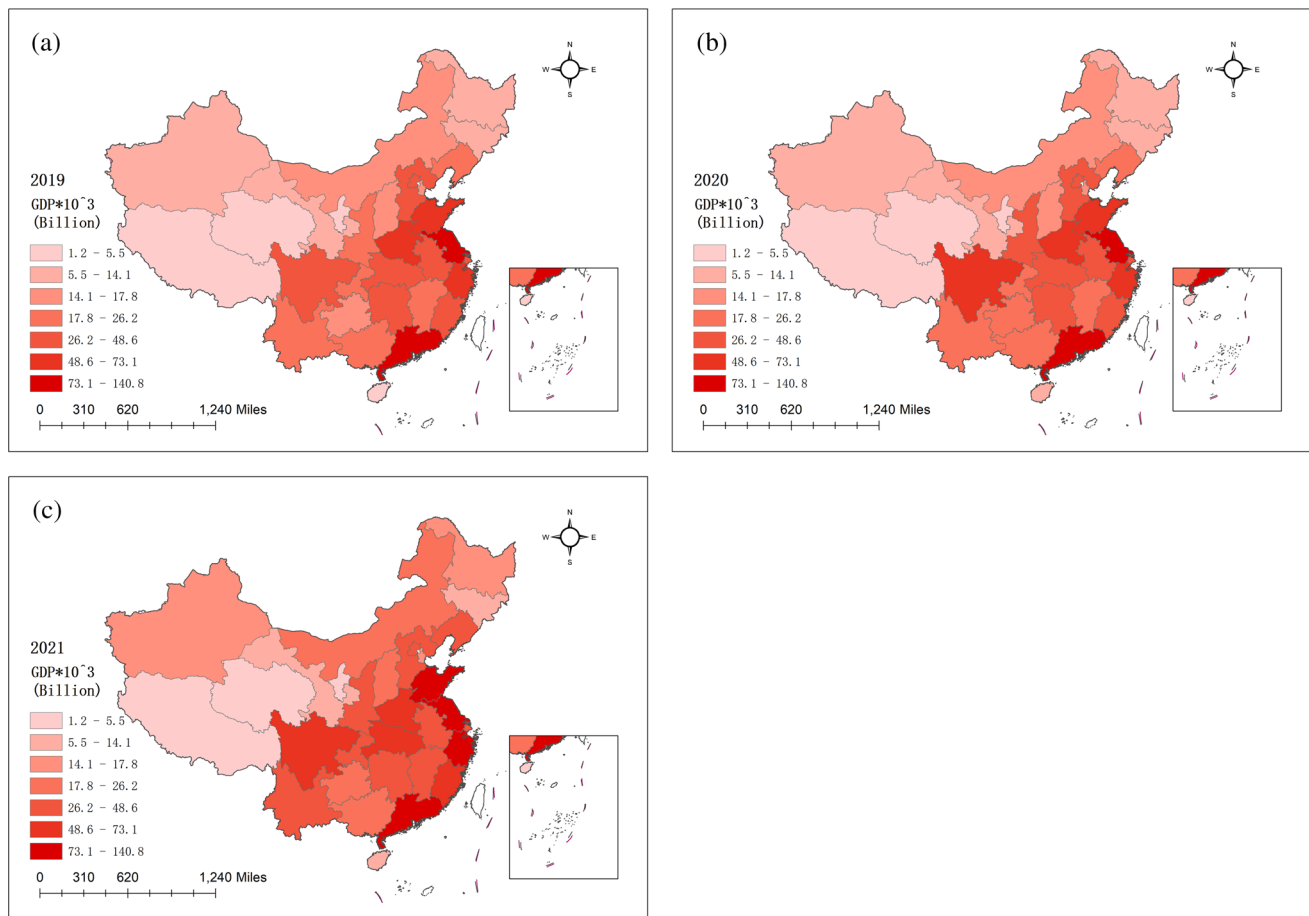 (a)
N
W E
S
2019
GDP*10^3
(Billion)
1.2 - 5.5
5.5 - 14.1
14.1 - 17.8
17.8 - 26.2
26.2 - 48.6
48.6 - 73.1
73.1 - 140.8
0 310 620 1,240 Miles
(b)
N
W E
S
2020
GDP*10^3
(Billion)
1.2 - 5.5
5.5 - 14.1
14.1 - 17.8
17.8 - 26.2
26.2 - 48.6
48.6 - 73.1
73.1 - 140.8
0 310 620 1,240 Miles
(c)
N
W E
S
2021
GDP*10^3
(Billion)
1.2 - 5.5
5.5 - 14.1
14.1 - 17.8
17.8 - 26.2
26.2 - 48.6
48.6 - 73.1
73.1 - 140.8
0 310 620 1,240 Miles